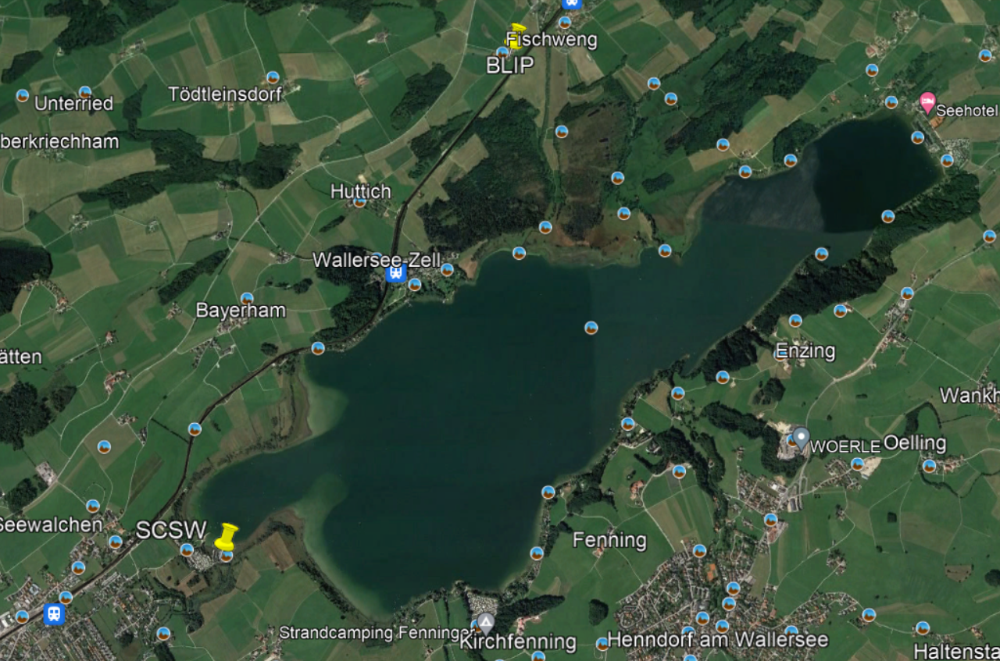 Fischweng
BLIP
Tödtleinsdorf
Unterried
Seehotel
berkriechham
Huttich
Wallersee-Zell
Bayerham
Enzing
ätten
Wankh
WOERLE
Oelling
Seewalchen
SCSW
Fenning
Strandcamping Fenninger
Kirchfenning
Henndorf am Wallersee
Haltensta